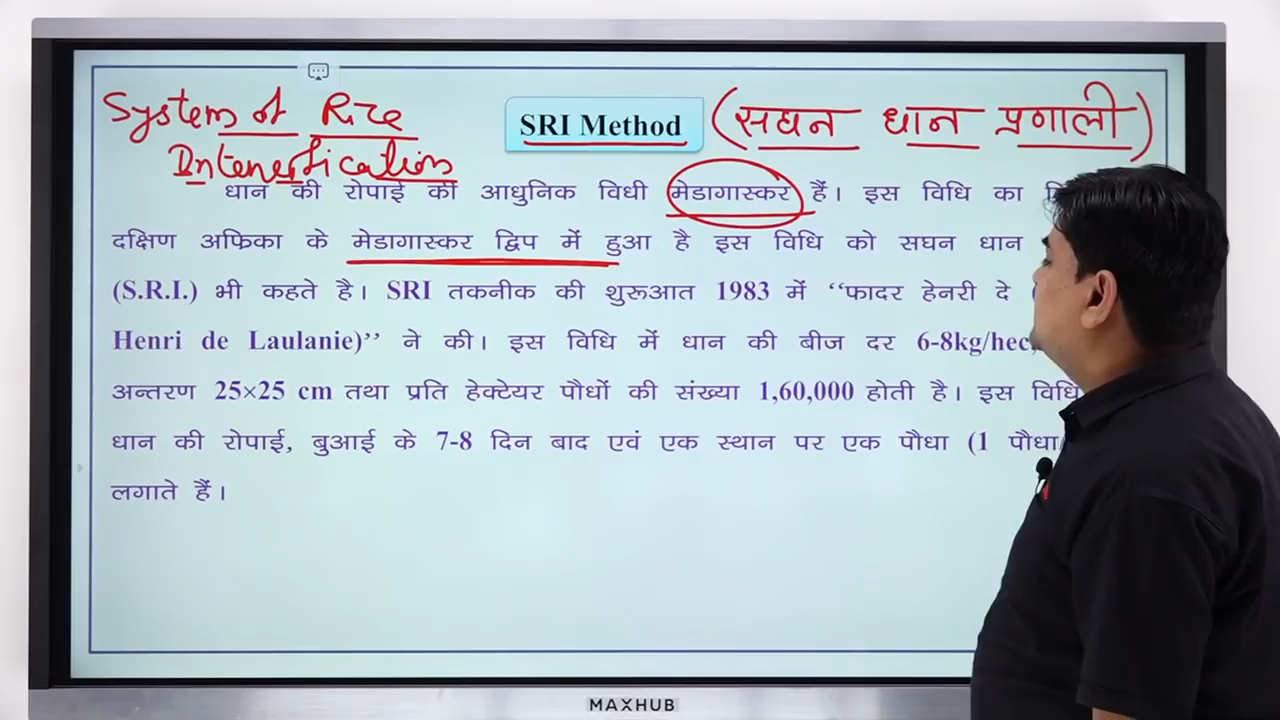 System of Rice
Intensification
SRI Method
(सघन धान प्रणाली)
धान की रोपाई की आधुनिक विधी मेडागास्कर हैं। इस विधि का
दक्षिण अफ्रिका के मेडागास्कर द्विप में हुआ है इस विधि को सघन धान
(S.R.I.) भी कहते है। SRI तकनीक की शुरूआत 1983 में “फादर हेनरी दे
Henri de Laulanie)” ने की। इस विधि में धान की बीज दर 6-8kg/hec,
अन्तरण 25×25 cm तथा प्रति हेक्टेयर पौधों की संख्या 1,60,000 होती है। इस विधि
धान की रोपाई, बुआई के 7-8 दिन बाद एवं एक स्थान पर एक पौधा (1 पौधा/
लगाते हैं।
MAXHUB